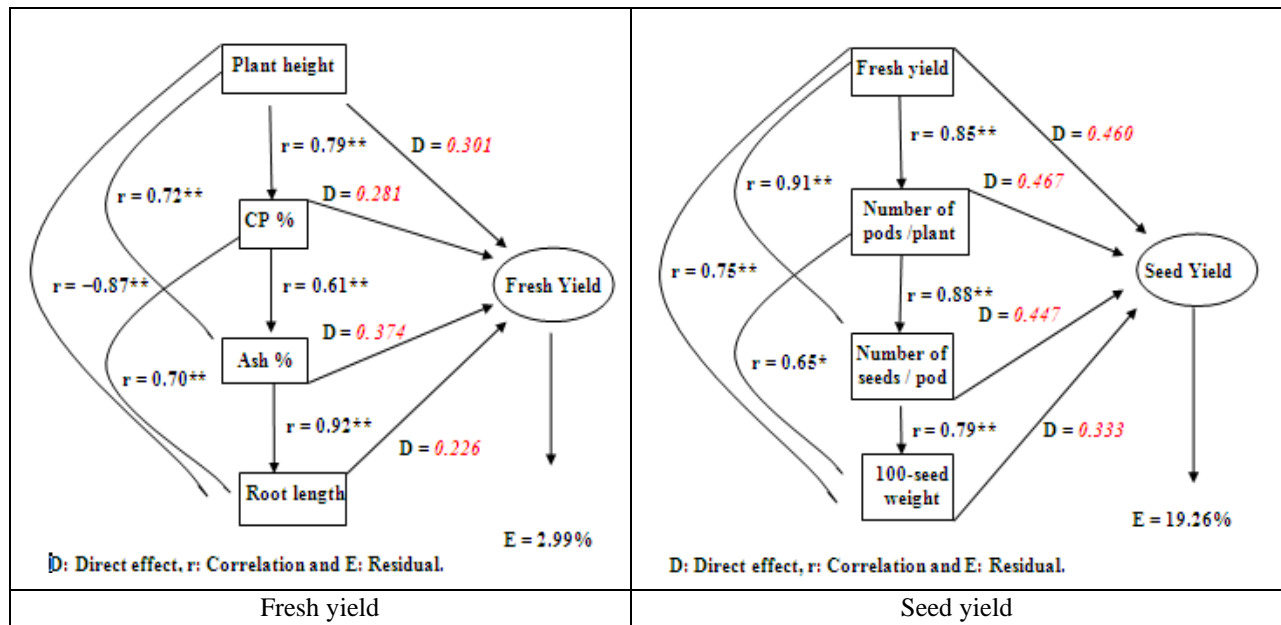 Plant height
r = 0.79**
D = 0.301
r = 0.72**
D = 0.281
CP %
r = −0.87**
r = 0.61**
Fresh Yield
D = 0.374
Ash %
r = 0.70**
r = 0.92**
D = 0.226
Root length
E = 2.99%
D: Direct effect, r: Correlation and E: Residual.
Fresh yield
Fresh yield
r = 0.85**
D = 0.460
r = 0.91**
D = 0.467
Number of
pods /plant
r = 0.75**
Seed Yield
r = 0.88**
D = 0.447
r = 0.65*
Number of
seeds / pod
r = 0.79**
D = 0.333
100-seed
weight
E = 19.26%
D: Direct effect, r: Correlation and E: Residual.
Seed yield